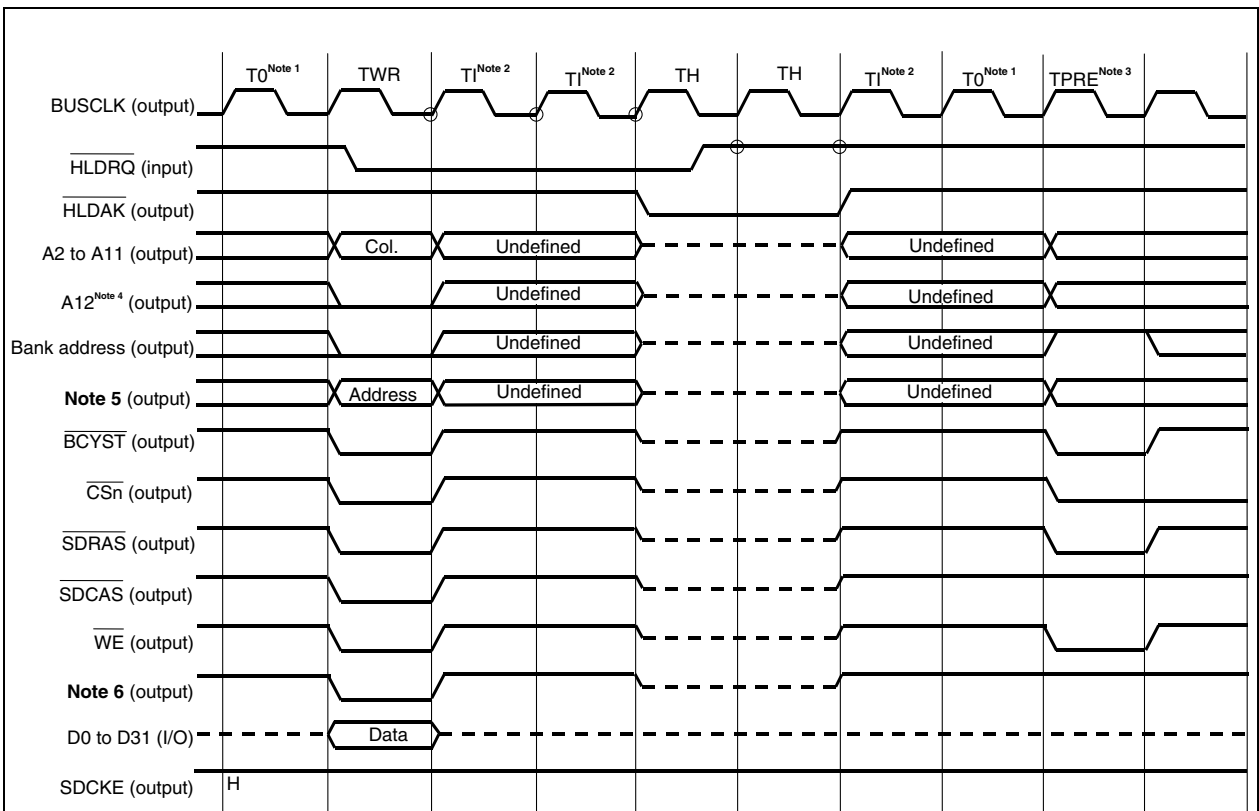 T0Note 1 TWR TINote 2 TINote 2 TH TH TINote 2 T0Note 1 TPRENote 3
BUSCLK (output)
HLDRQ (input)
HLDAK (output)
A2 to A11 (output) Col. Undefined Undefined
A12Note 4 (output) Undefined Undefined
Bank address (output) Undefined Undefined
Note 5 (output) Address Undefined Undefined
BCYST (output)
CSn (output)
SDRAS (output)
SDCAS (output)
WE (output)
Note 6 (output)
D0 to D31 (I/O) Data
SDCKE (output) H